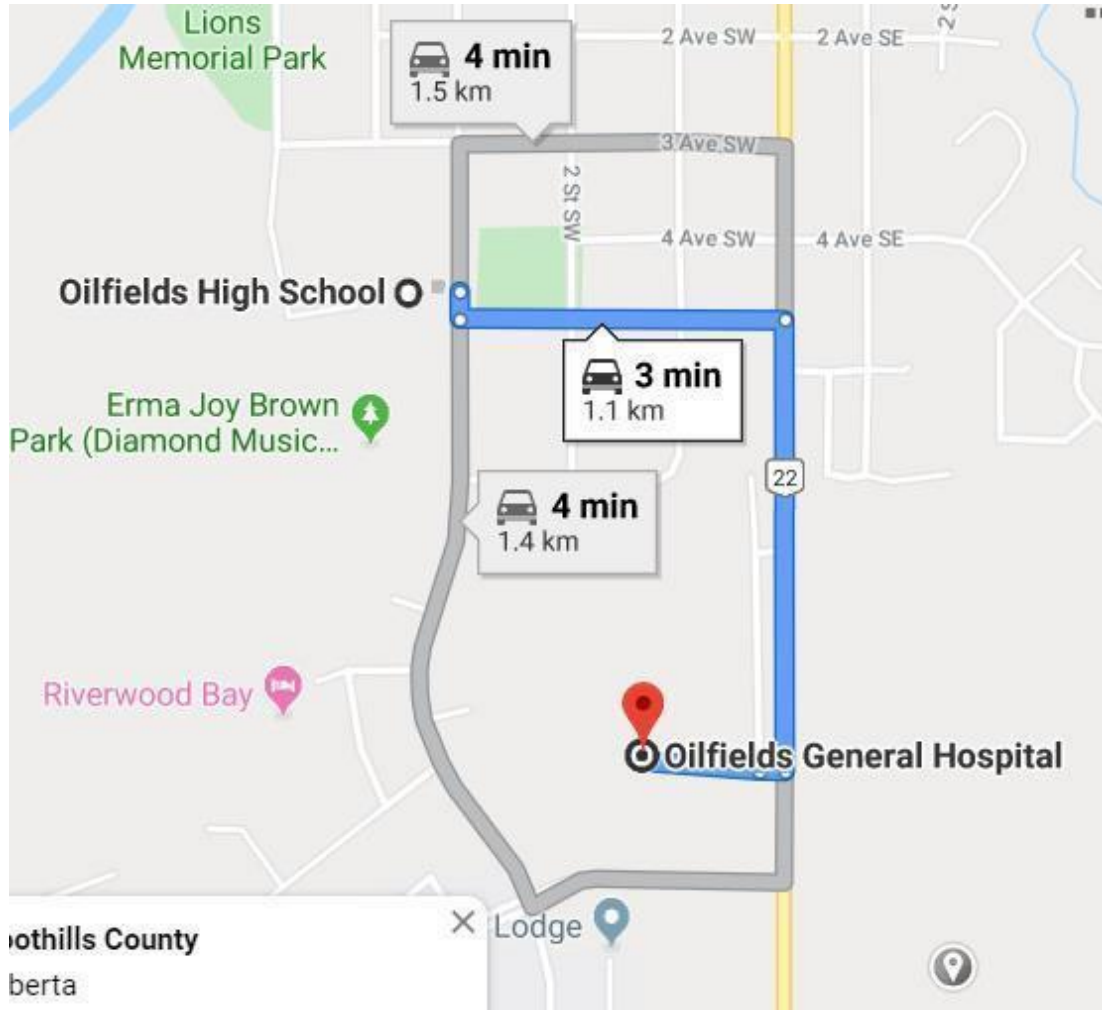 Lions
Memorial Park
4 min
1.5 km
2 Ave SW
2 Ave SE
3 Ave SW
2 St SW
4 Ave SW
4 Ave SE
Oilfields High School
3 min
1.1 km
Erma Joy Brown
Park (Diamond Music...
22
4 min
1.4 km
Riverwood Bay
Oilfields General Hospital
Lodge
oothills County
berta